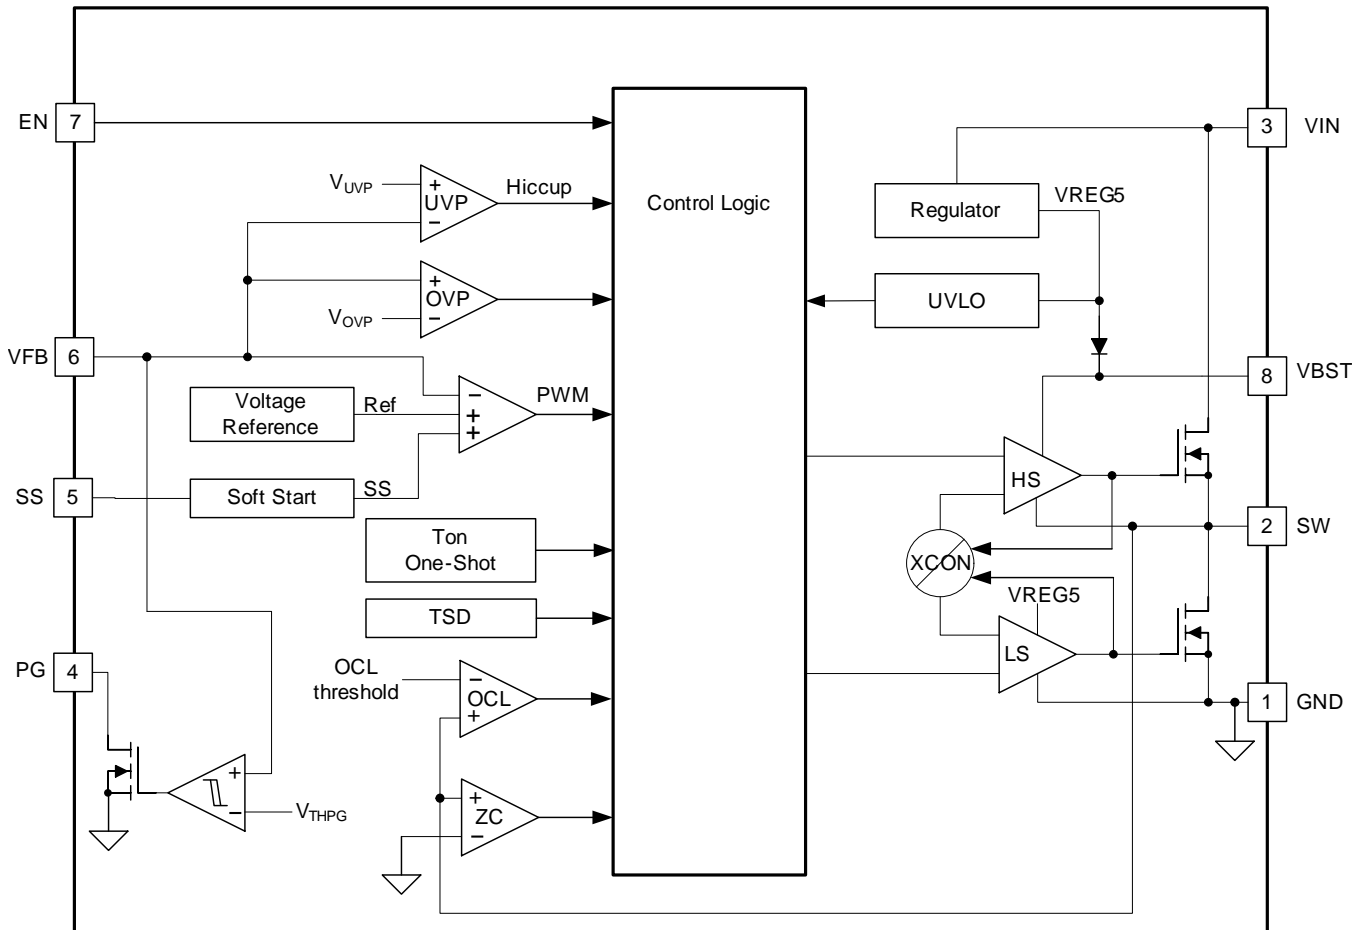 EN
7
VUVP
+
UVP
−
Hiccup
+
OVP
−
VOVP
VFB
6
Voltage
Reference
Ref
−
+
+
PWM
SS
5
Soft Start
SS
Ton
One-Shot
TSD
PG
4
OCL
threshold
−
OCL
+
+
−
VTHPG
+
ZC
−
Control Logic
3
VIN
Regulator
VREG5
UVLO
8
VBST
HS
2
SW
XCON
VREG5
LS
1
GND